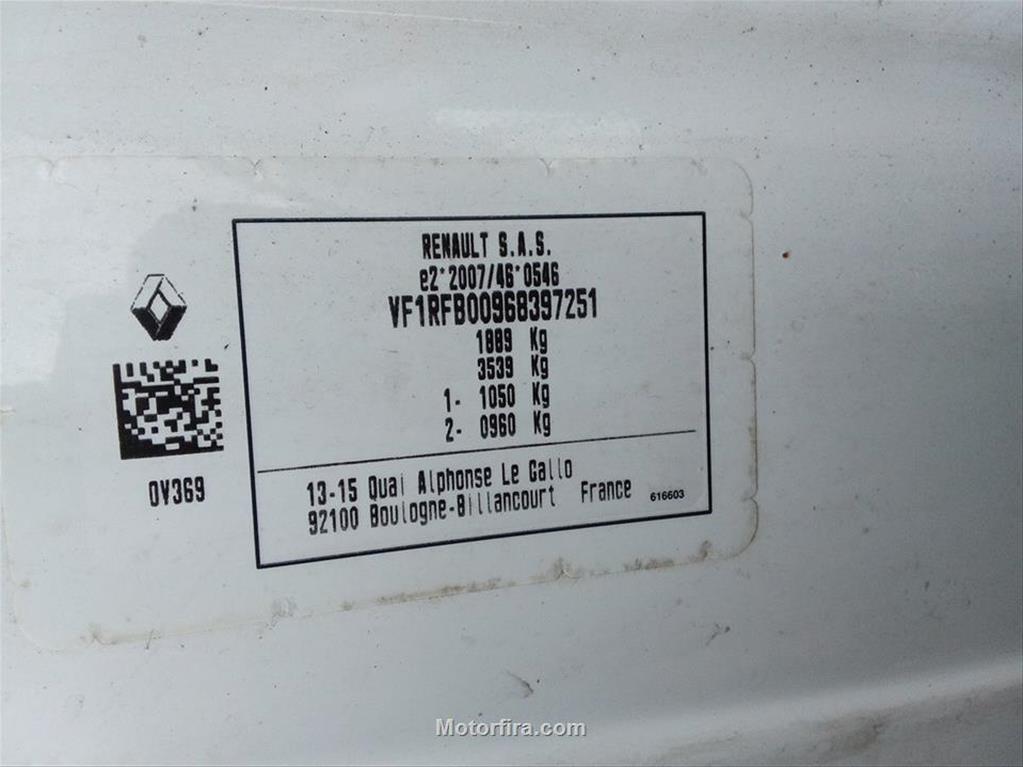 RENAULT S.A.S.
e2*2007/46*0546
VF1RFB00968397251
1889 Kg
3539 Kg
1- 1050 Kg
2- 0960 Kg
0V369
13-15 Quai Alphonse Le Gallo
92100 Boulogne-Billancourt France 616603
Motorfira.com